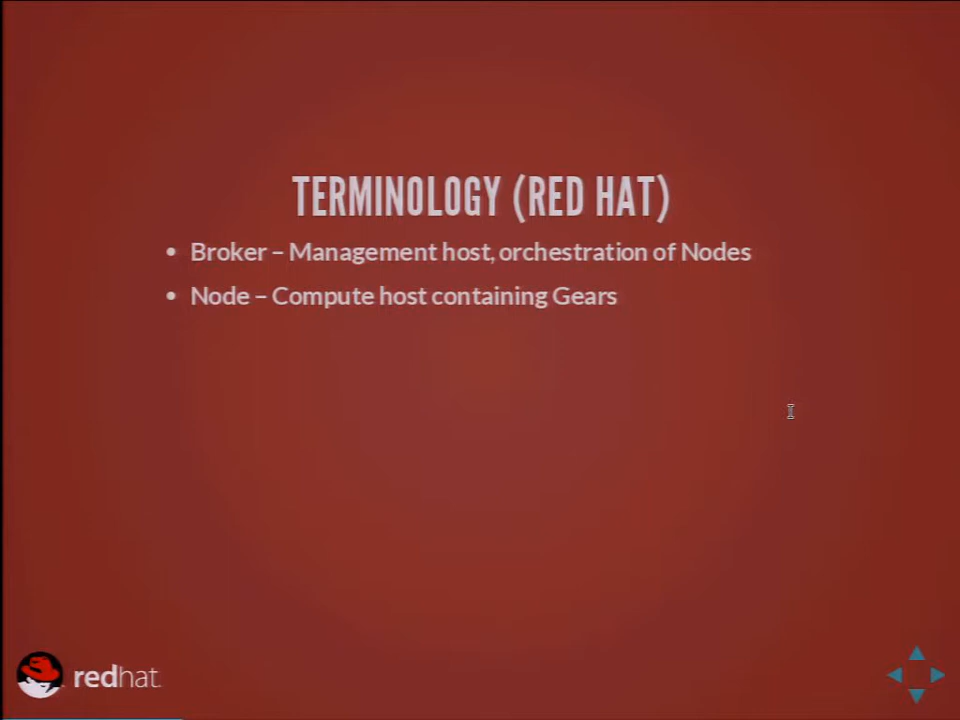 TERMINOLOGY (RED HAT)
• Broker – Management host, orchestration of Nodes
• Node – Compute host containing Gears
redhat.